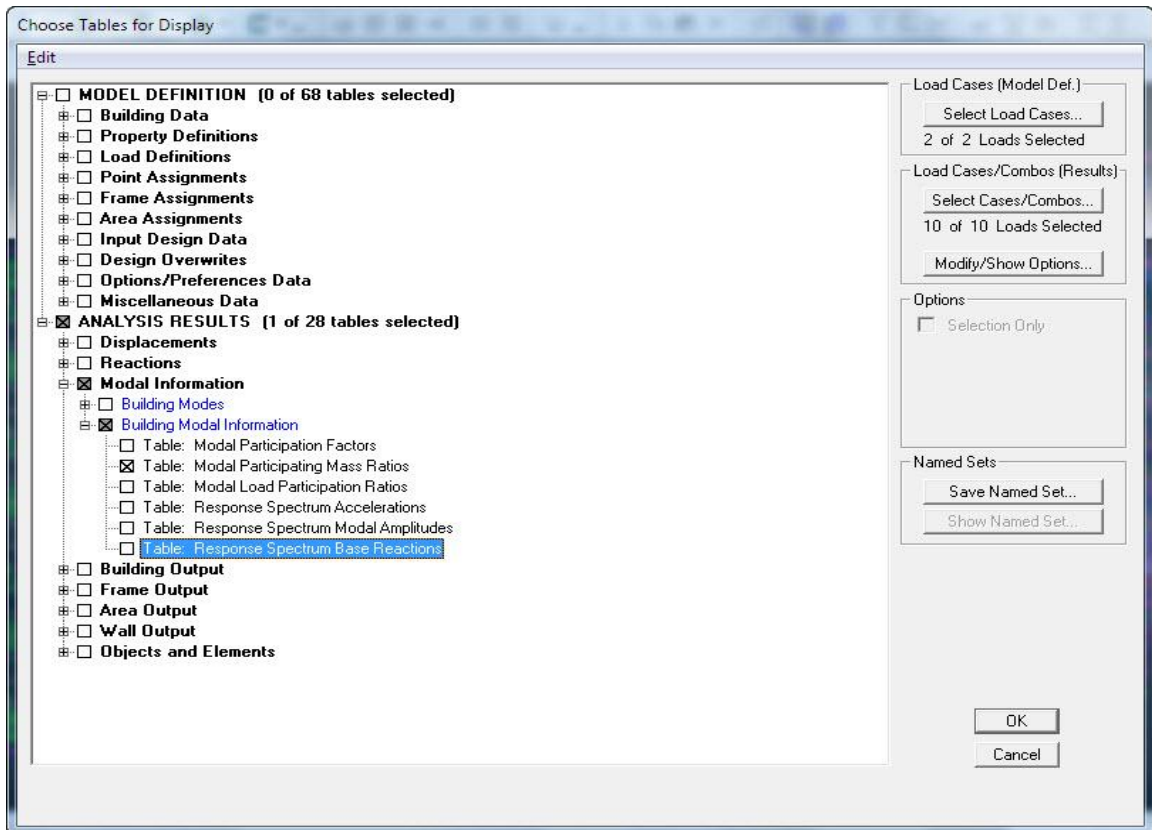 Choose Tables for Display
Edit
MODEL DEFINITION (0 of 68 tables selected)
Building Data
Property Definitions
Load Definitions
Point Assignments
Frame Assignments
Area Assignments
Input Design Data
Design Overwrites
Options/Preferences Data
Miscellaneous Data
ANALYSIS RESULTS (1 of 28 tables selected)
Displacements
Reactions
Modal Information
Building Modes
Building Modal Information
Table: Modal Participation Factors
Table: Modal Participating Mass Ratios
Table: Modal Load Participation Ratios
Table: Response Spectrum Accelerations
Table: Response Spectrum Modal Amplitudes
Table: Response Spectrum Base Reactions
Building Output
Frame Output
Area Output
Wall Output
Objects and Elements
Load Cases (Model Def.)
Select Load Cases...
2 of 2 Loads Selected
Load Cases/Combos (Results)
Select Cases/Combos...
10 of 10 Loads Selected
Modify/Show Options...
Options
Selection Only
Named Sets
Save Named Set...
Show Named Set...
OK
Cancel